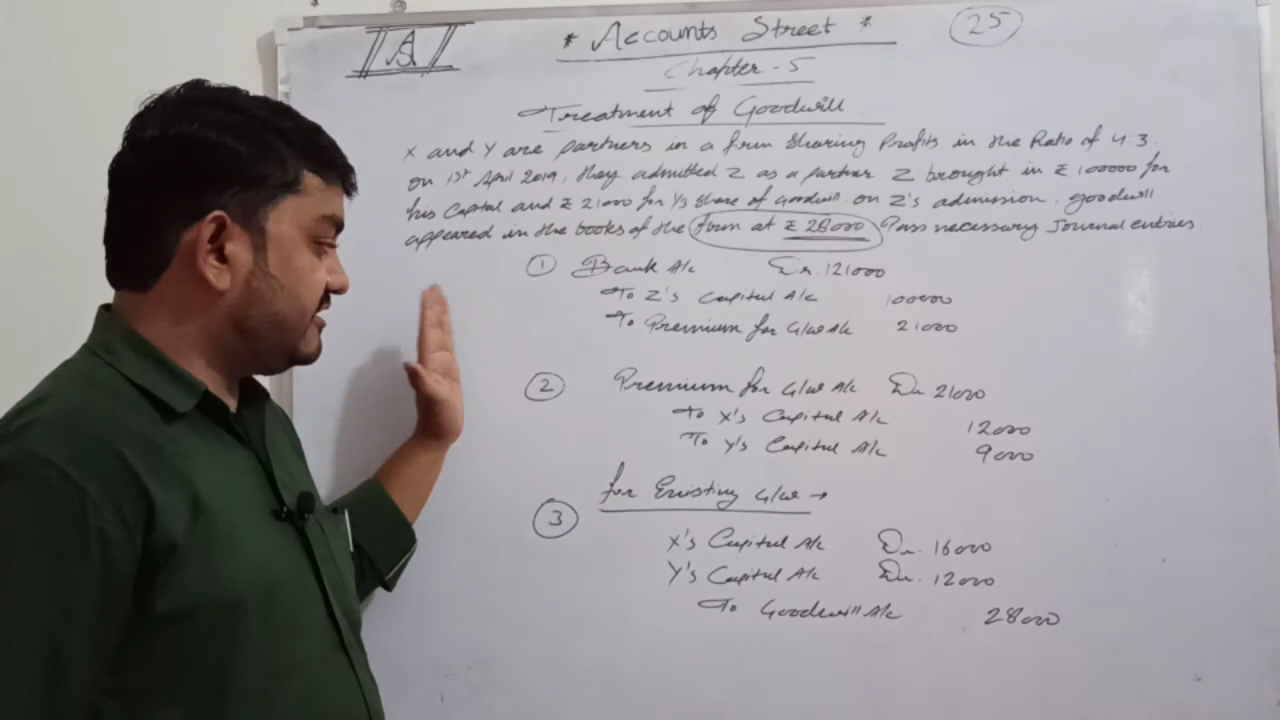 A
* Accounts Street *
25
Chapter - 5
Treatment of Goodwill
X and Y are partners in a firm sharing Profits in the Ratio of 4:3.
on 1st April 2019, they admitted Z as a partner Z brought in ₹ 100000 for
his Capital and ₹ 21000 for ⅓ share of Goodwill. on Z's admission, goodwill
appeared in the books of the firm at ₹ 28000 Pass necessary Journal entries
① Bank A/c Dr. 121000
To Z's Capital A/c 100000
To Premium for G/w A/c 21000
② Premium for G/w A/c Dr. 21000
To X's Capital A/c 12000
To Y's Capital A/c 9000
③ for Existing G/w →
X's Capital A/c Dr. 16000
Y's Capital A/c Dr. 12000
To Goodwill A/c 28000